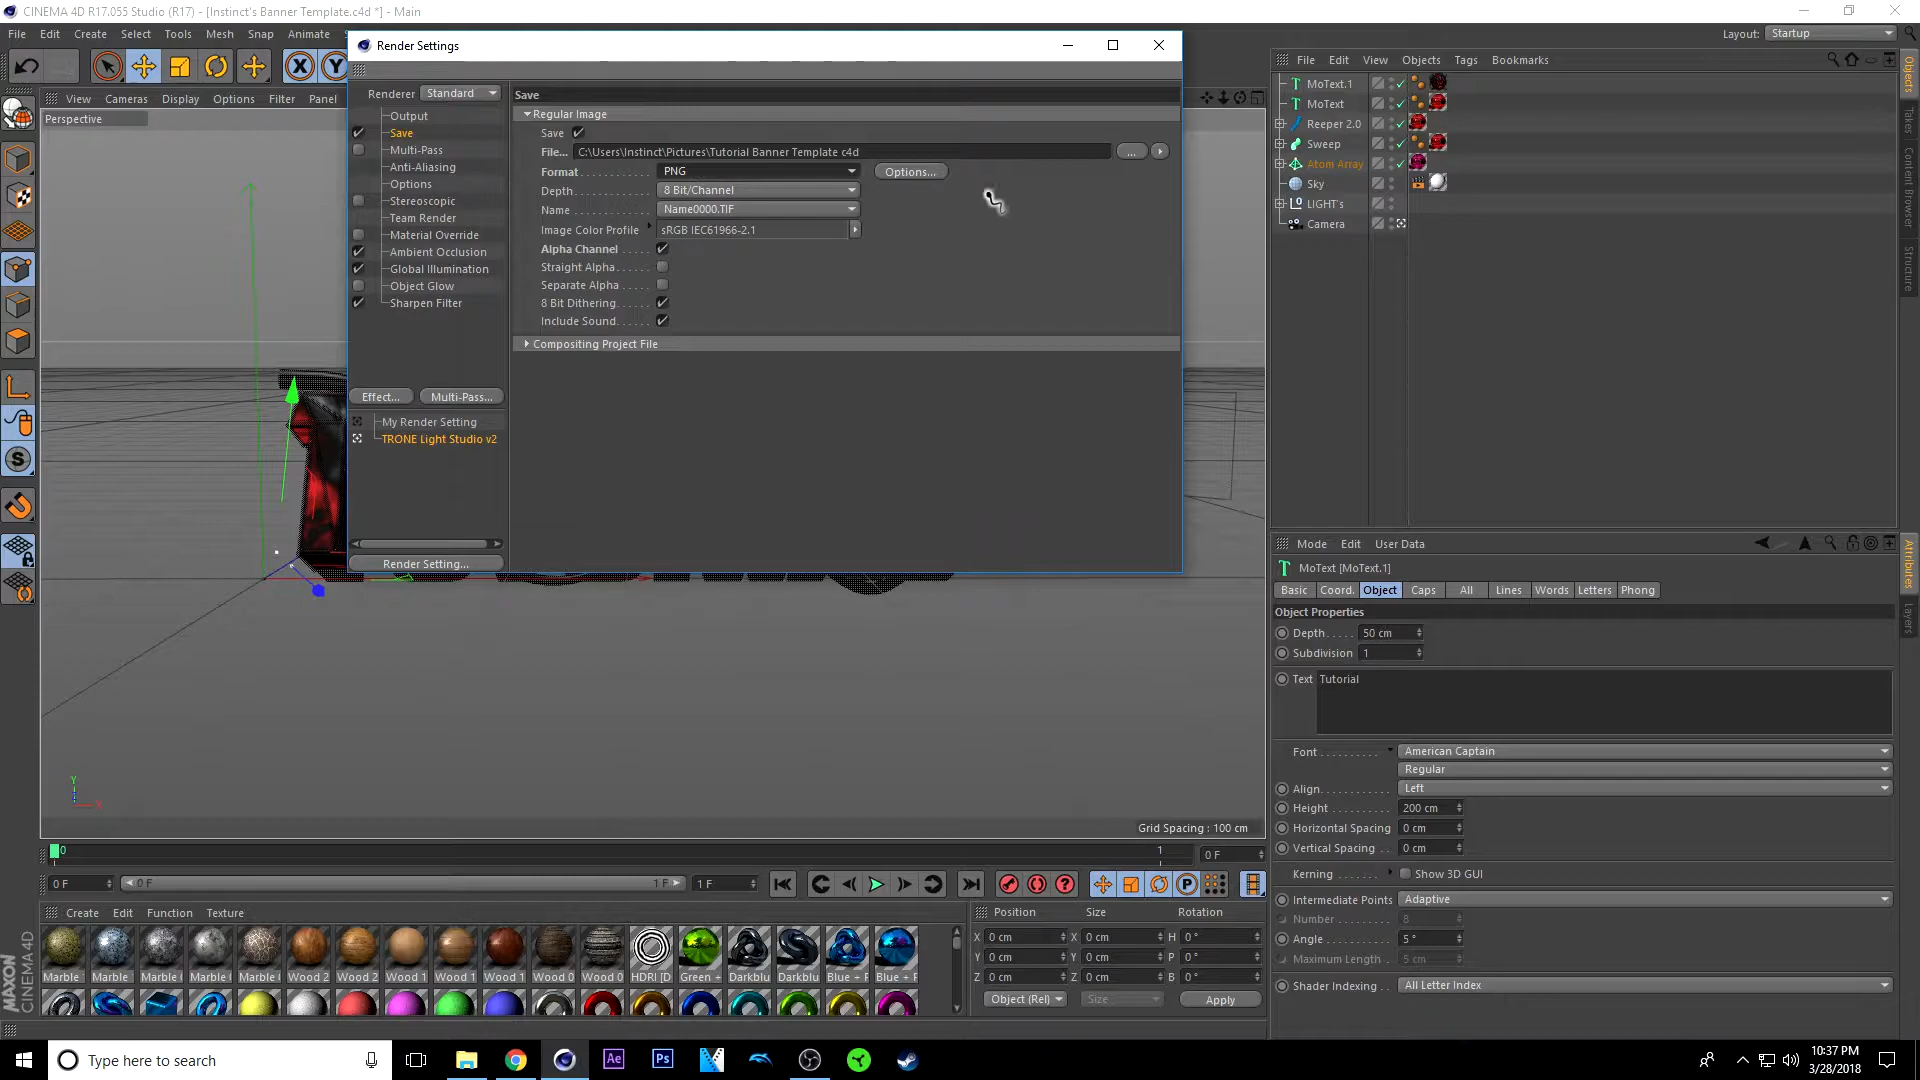 CINEMA 4D R17.055 Studio (R17) - [Instinct's Banner Template.c4d *] - Main
File Edit Create Select Tools Mesh Snap Animate
Layout: Startup
Render Settings
File Edit View Objects Tags Bookmarks
View Cameras Display Options Filter Panel
Perspective
Renderer Standard
Output
Save
Multi-Pass
Anti-Aliasing
Options
Stereoscopic
Team Render
Material Override
Ambient Occlusion
Global Illumination
Object Glow
Sharpen Filter
Effect... Multi-Pass...
My Render Setting
TRONE Light Studio v2
Render Setting...
Save
Regular Image
Save
File... C:\Users\Instinct\Pictures\Tutorial Banner Template c4d ...
Format PNG Options...
Depth 8 Bit/Channel
Name Name0000.TIF
Image Color Profile sRGB IEC61966-2.1
Alpha Channel
Straight Alpha
Separate Alpha
8 Bit Dithering
Include Sound
Compositing Project File
MoText.1
MoText
Reeper 2.0
Sweep
Atom Array
Sky
LIGHT's
Camera
Objects
Takes
Content Browser
Structure
Mode Edit User Data
MoText [MoText.1]
Basic Coord. Object Caps All Lines Words Letters Phong
Object Properties
Depth 50 cm
Subdivision 1
Text Tutorial
Font American Captain
Regular
Align Left
Height 200 cm
Horizontal Spacing 0 cm
Vertical Spacing 0 cm
Kerning Show 3D GUI
Intermediate Points Adaptive
Number 8
Angle 5 °
Maximum Length 5 cm
Shader Indexing All Letter Index
Attributes
Layers
Y
X
Grid Spacing : 100 cm
0 1 0 F
0 F 0 F 1 F 1 F
Create Edit Function Texture
Marble Marble Marble ( Marble ( Marble ( Wood 2 Wood 2 Wood 1 Wood 1 Wood 1 Wood 0 Wood 0 HDRI [D Green + Darkblu Darkblu Blue + F Blue + F
Position Size Rotation
X 0 cm X 0 cm H 0 °
Y 0 cm Y 0 cm P 0 °
Z 0 cm Z 0 cm B 0 °
Object (Rel) Size Apply
MAXON
CINEMA 4D
Type here to search
Ae Ps
10:37 PM
3/28/2018